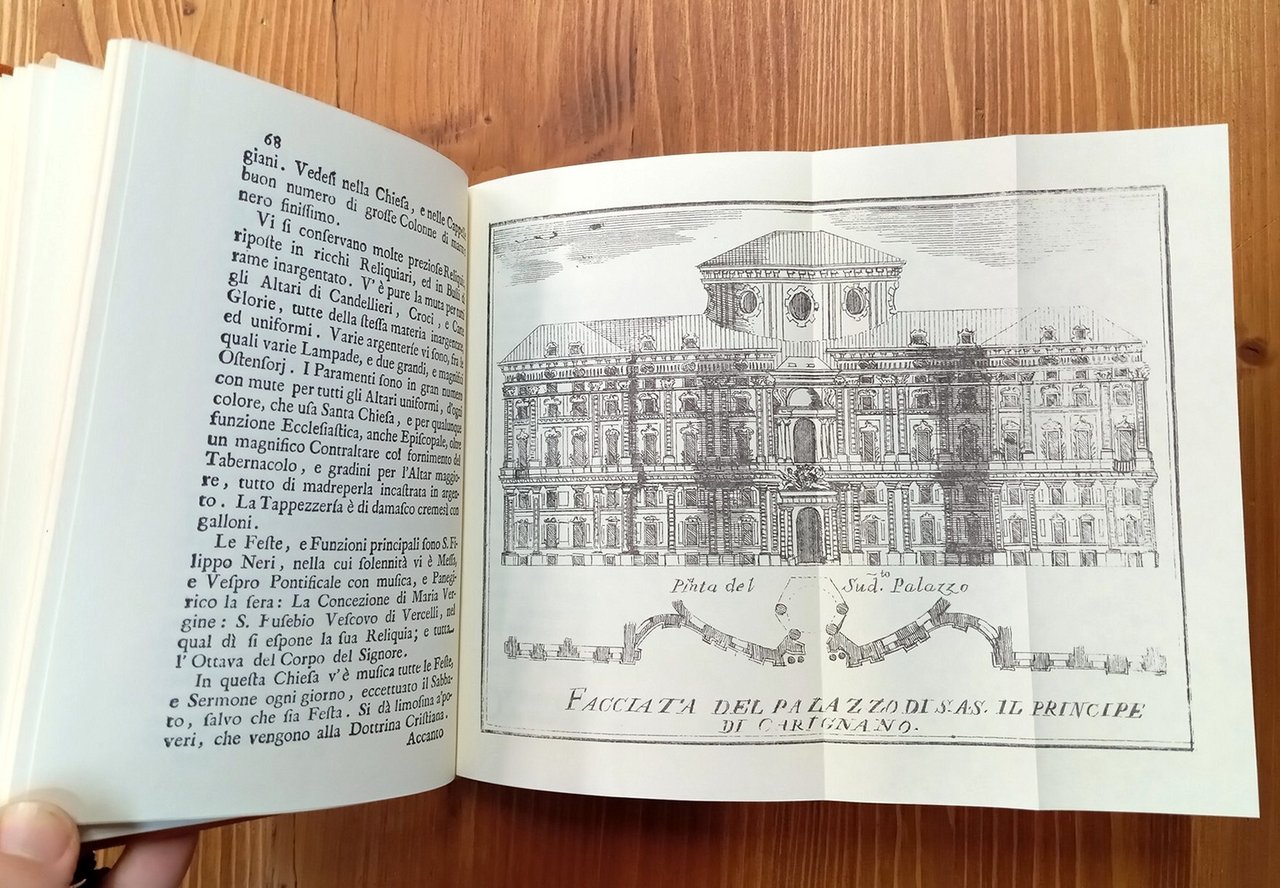 68
giani. Vedeſi nella Chieſa, e nelle Cappelle
buon numero di groſſe Colonne di marmo
nero finiſſimo.
Vi ſi conſervano molte prezioſe Reliquie,
ripoſte in ricchi Reliquiari, ed in Buſti di
rame inargentato. V'è pure la muta per tutti
gli Altari di Candellieri, Croci, e Carte
Glorie, tutte della ſteſſa materia inargentate,
ed uniformi. Varie argenterſe vi ſono, fra le
quali varie Lampade, e due grandi, e magnifici
Oſtenſorj. I Paramenti ſono in gran numero
con mute per tutti gli Altari uniformi, d'ogni
colore, che uſa Santa Chieſa, e per qualunque
funzione Eccleſiaſtica, anche Epiſcopale, oltre
un magnifico Contraltare col fornimento del
Tabernacolo, e gradini per l'Altar maggio-
re, tutto di madreperla incaſtrata in argen-
to. La Tappezzerſa è di damaſco cremesì con
galloni.
Le Feſte, e Funzioni principali ſono S. Fi-
lippo Neri, nella cui ſolennità vi è Meſſa,
e Veſpro Pontificale con muſica, e Panegi-
rico la ſera: La Concezione di Maria Ver-
gine: S. Euſebio Veſcovo di Vercelli, nel
qual dì ſi eſpone la ſua Reliquia; e tutta
l'Ottava del Corpo del Signore.
In queſta Chieſa v'è muſica tutte le Feſte,
e Sermone ogni giorno, eccettuato il Sabba-
to, ſalvo che ſia Feſta. Si dà limoſina a'po-
veri, che vengono alla Dottrina Criſtiana.
Accanto
Pnta del Sud.to Palazzo
FACCIATA DEL PALAZZO DI S.A.S. IL PRINCIPE
DI CARIGNANO.